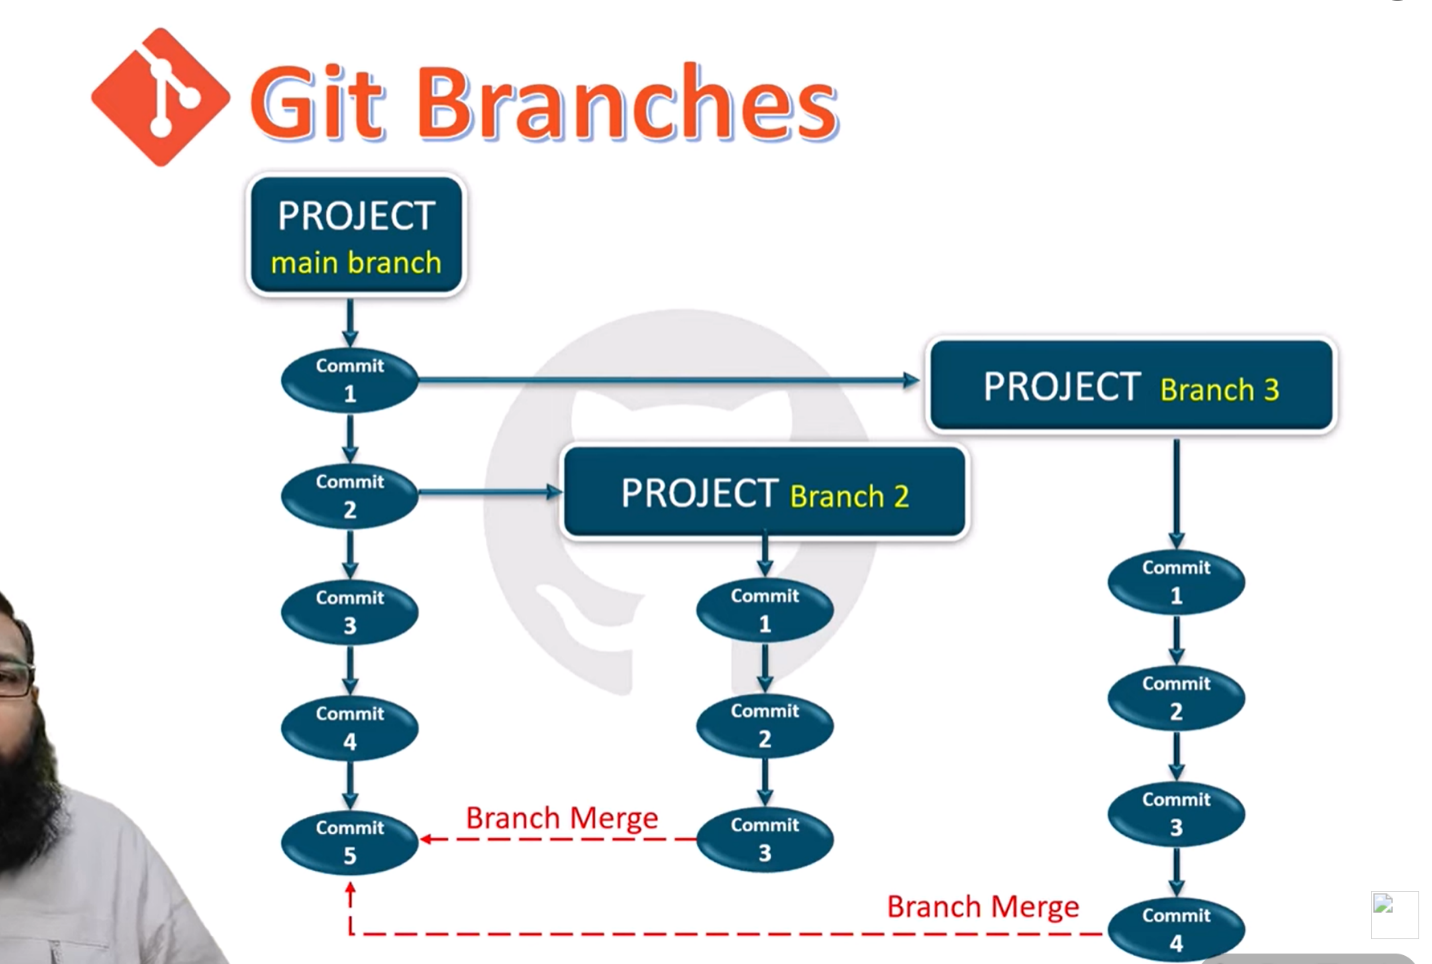 Git Branches
PROJECT
main branch
Commit
1
PROJECT Branch 3
Commit
2
PROJECT Branch 2
Commit
3
Commit
4
Commit
5
Commit
1
Commit
2
Commit
3
Branch Merge
Commit
1
Commit
2
Commit
3
Commit
4
Branch Merge